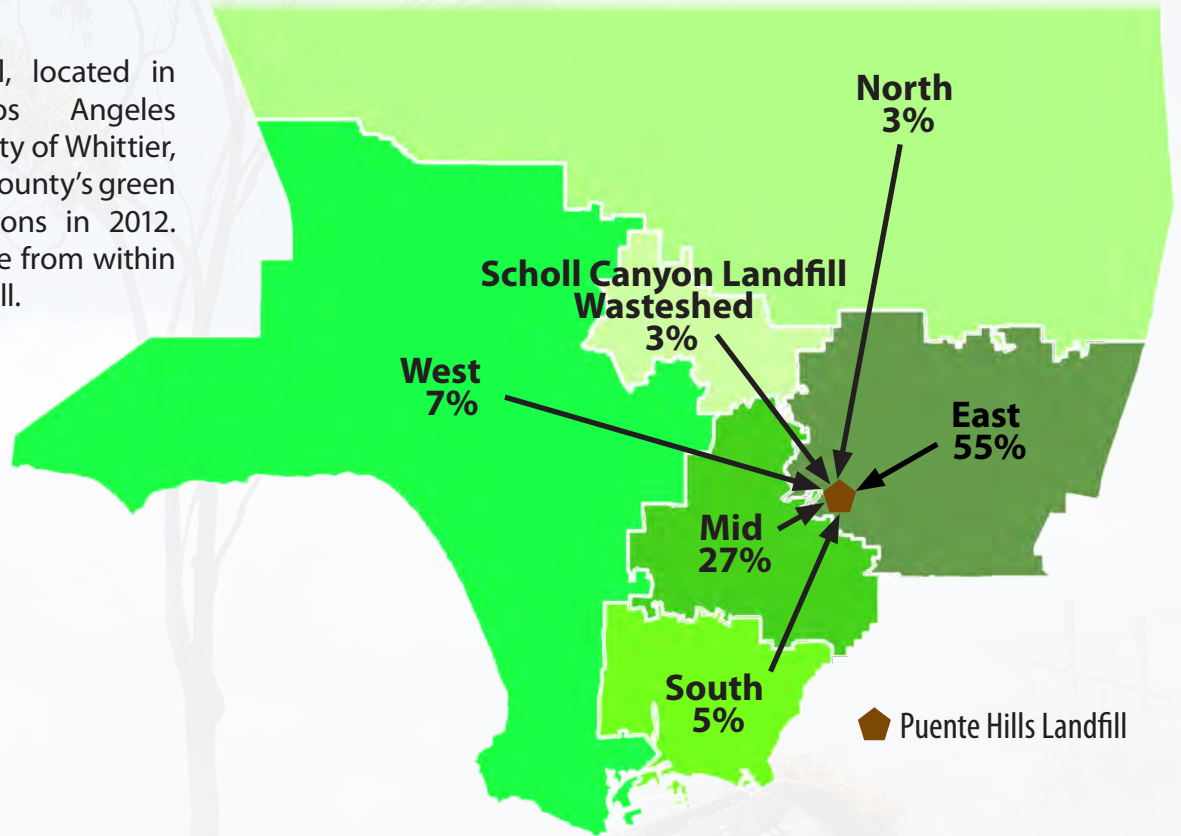 l, located in
os Angeles
ty of Whittier,
ounty's green
ons in 2012.
e from within
ll.
North
3%
Scholl Canyon Landfill
Wasteshed
3%
West
7%
East
55%
Mid
27%
South
5%
Puente Hills Landfill